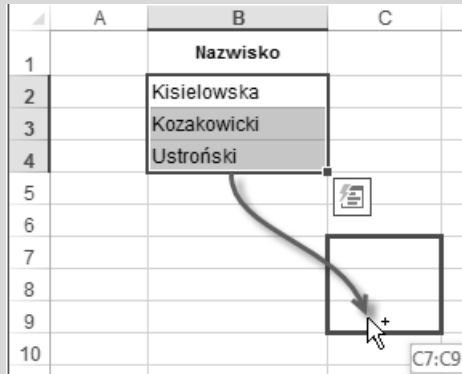 A B C
1 Nazwisko
2 Kisielowska
3 Kozakowicki
4 Ustroński
5
6
7
8
9
10 C7:C9